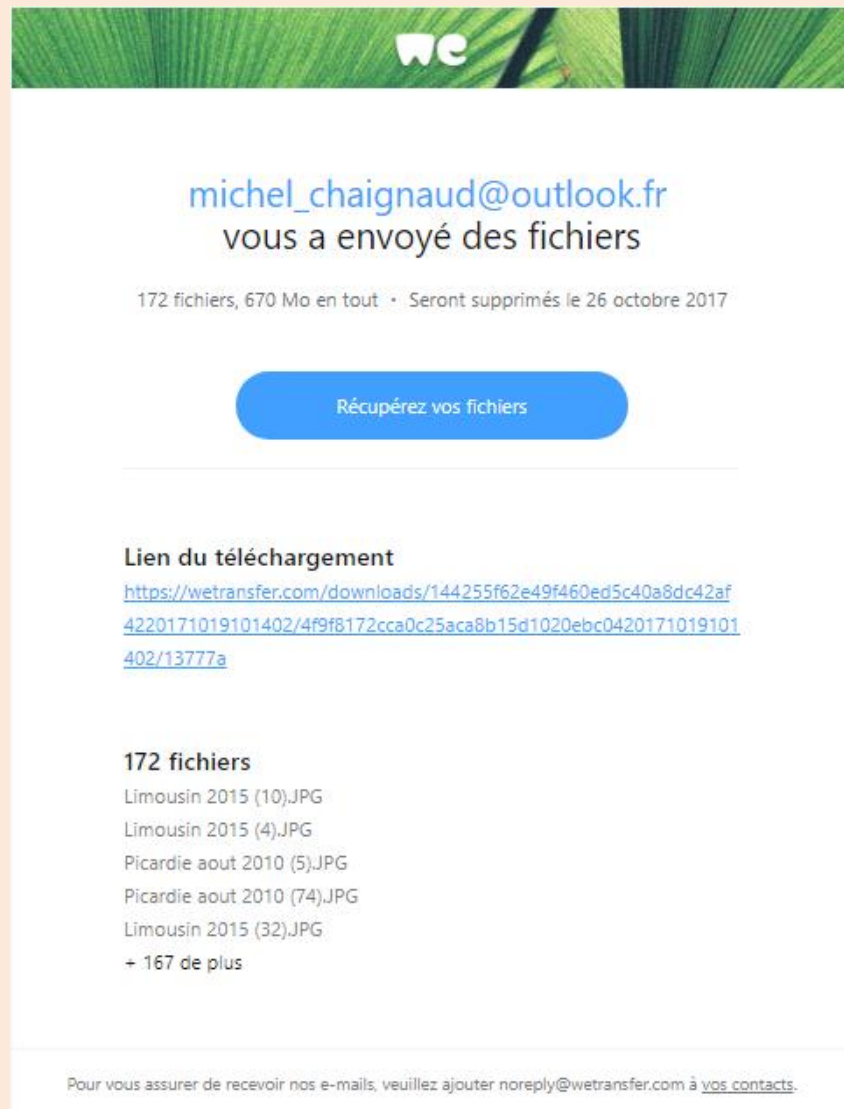 we
michel_chaignaud@outlook.fr
vous a envoyé des fichiers
172 fichiers, 670 Mo en tout • Seront supprimés le 26 octobre 2017
Récupérez vos fichiers
Lien du téléchargement
https://wetransfer.com/downloads/144255f62e49f460ed5c40a8dc42af
4220171019101402/4f9f8172cca0c25aca8b15d1020ebc0420171019101
402/13777a
172 fichiers
Limousin 2015 (10).JPG
Limousin 2015 (4).JPG
Picardie aout 2010 (5).JPG
Picardie aout 2010 (74).JPG
Limousin 2015 (32).JPG
+ 167 de plus
Pour vous assurer de recevoir nos e-mails, veuillez ajouter noreply@wetransfer.com à vos contacts.